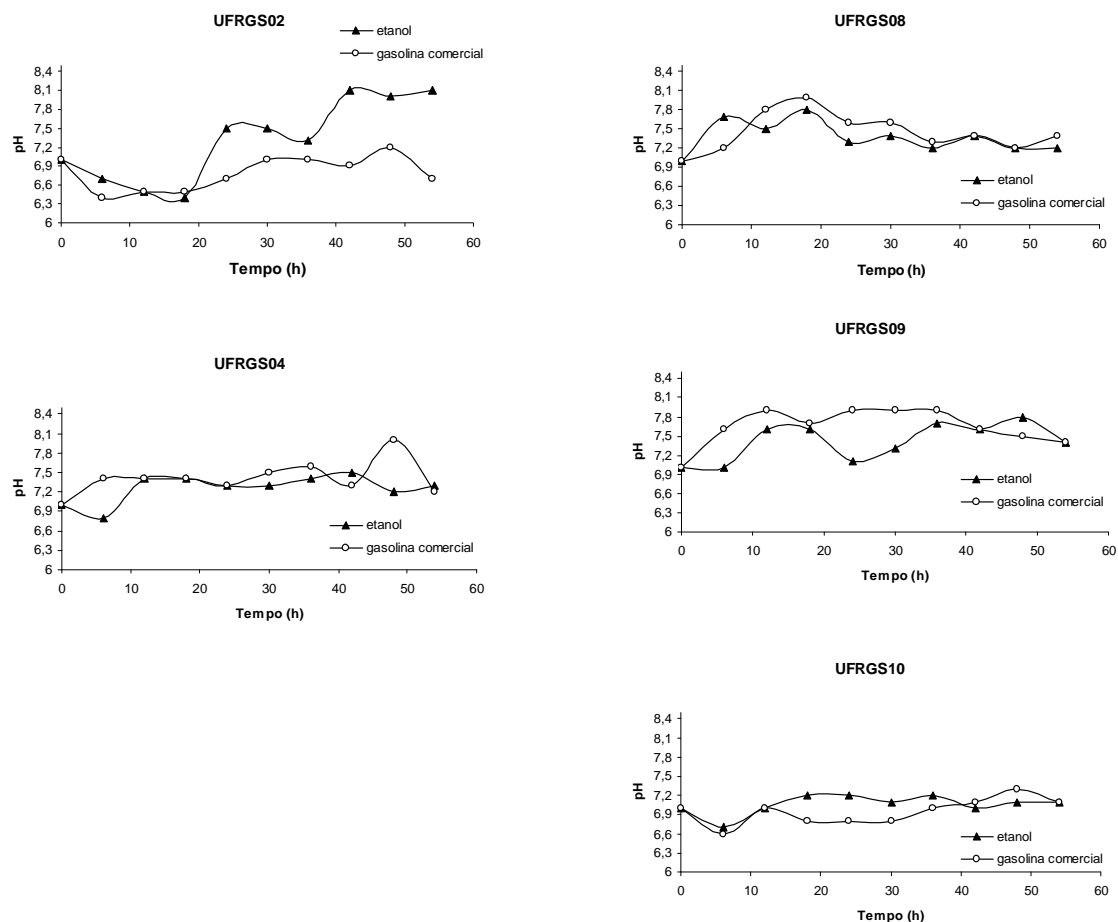 UFRGS02
etanol
gasolina comercial
8,4
8,1
7,8
7,5
7,2
6,9
6,6
6,3
6
pH
0 10 20 30 40 50 60
Tempo (h)
UFRGS04
8,4
8,1
7,8
7,5
7,2
6,9
6,6
6,3
6
pH
etanol
gasolina comercial
0 10 20 30 40 50 60
Tempo (h)
UFRGS08
8,4
8,1
7,8
7,5
7,2
6,9
6,6
6,3
6
pH
etanol
gasolina comercial
0 10 20 30 40 50 60
Tempo (h)
UFRGS09
8,4
8,1
7,8
7,5
7,2
6,9
6,6
6,3
6
pH
etanol
gasolina comercial
0 10 20 30 40 50 60
Tempo (h)
UFRGS10
8,4
8,1
7,8
7,5
7,2
6,9
6,6
6,3
6
pH
etanol
gasolina comercial
0 10 20 30 40 50 60
Tempo (h)